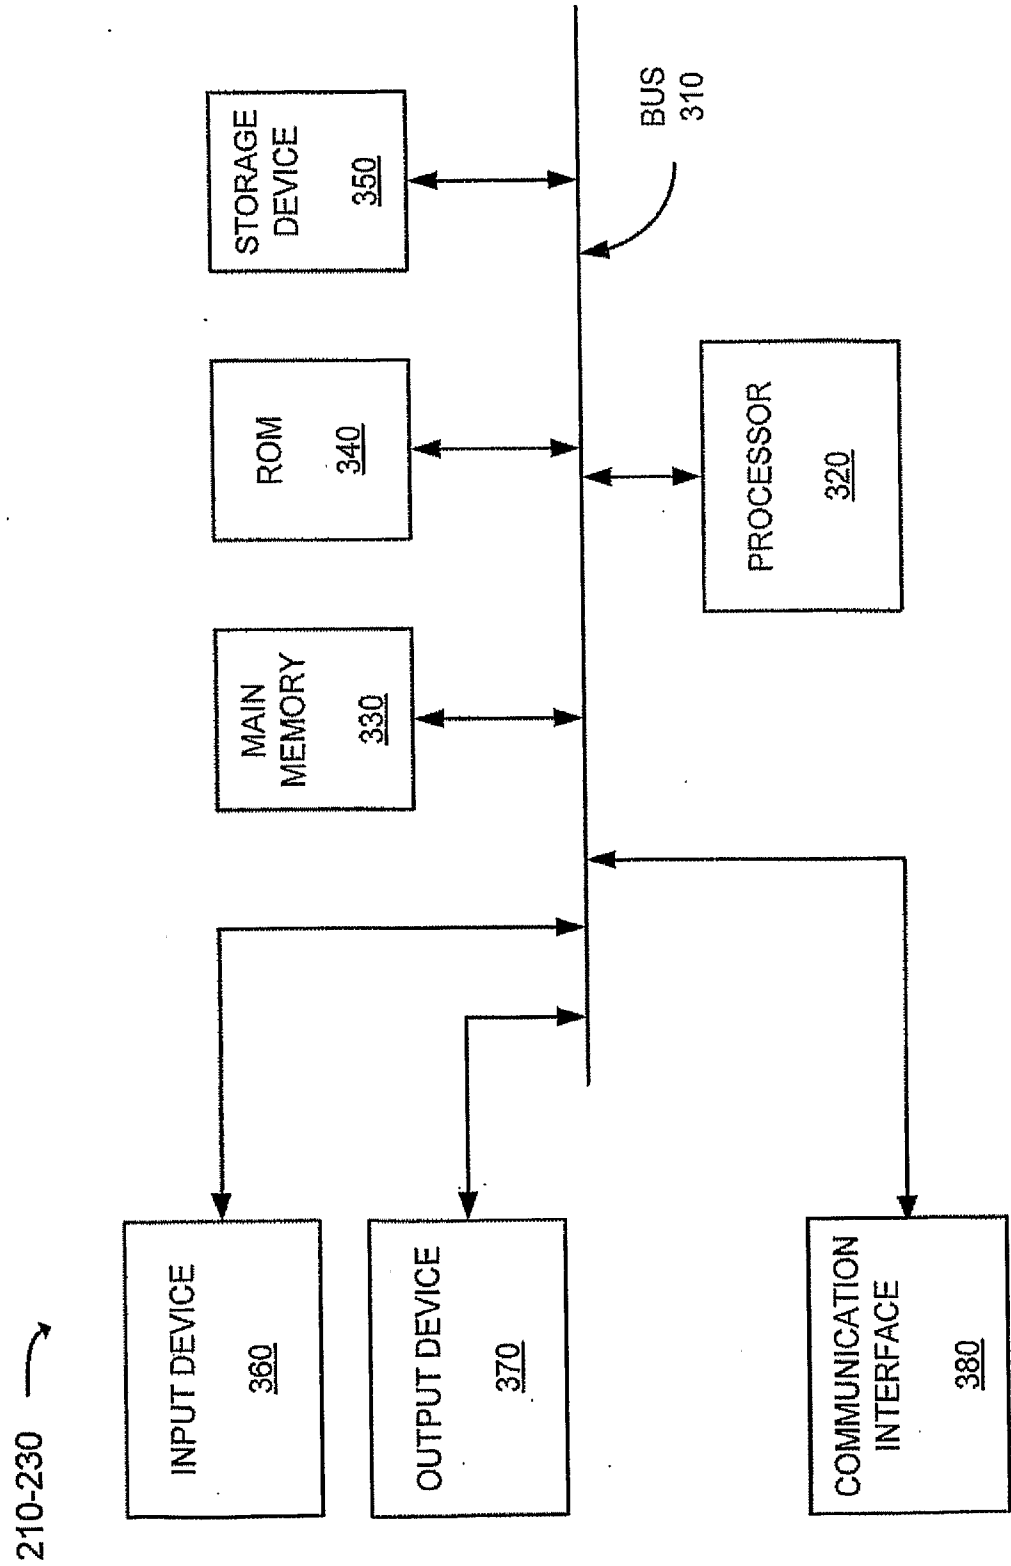 210-230
INPUT DEVICE
360
OUTPUT DEVICE
370
COMMUNICATION
INTERFACE
380
MAIN
MEMORY
330
ROM
340
STORAGE
DEVICE
350
PROCESSOR
320
BUS
310